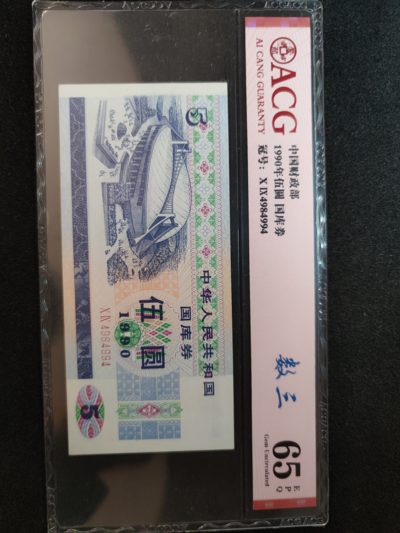 ACG
AI CANG GUARANTY
中国财政部
1990年伍圆 国库券
冠号：XIX4984994
数三
65
E
P
Q
Gem Uncirculated
5
中华人民共和国
国库券
伍圆
1990
XIX4984994
5